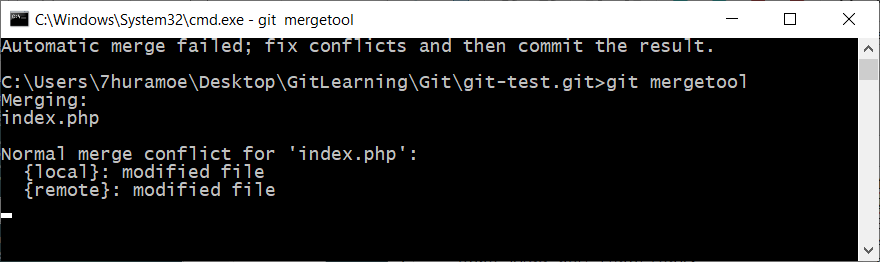 C:\Windows\System32\cmd.exe - git  mergetool
Automatic merge failed; fix conflicts and then commit the result.
C:\Users\7huramoe\Desktop\GitLearning\Git\git-test.git>git mergetool
Merging:
index.php
Normal merge conflict for 'index.php':
  {local}: modified file
  {remote}: modified file